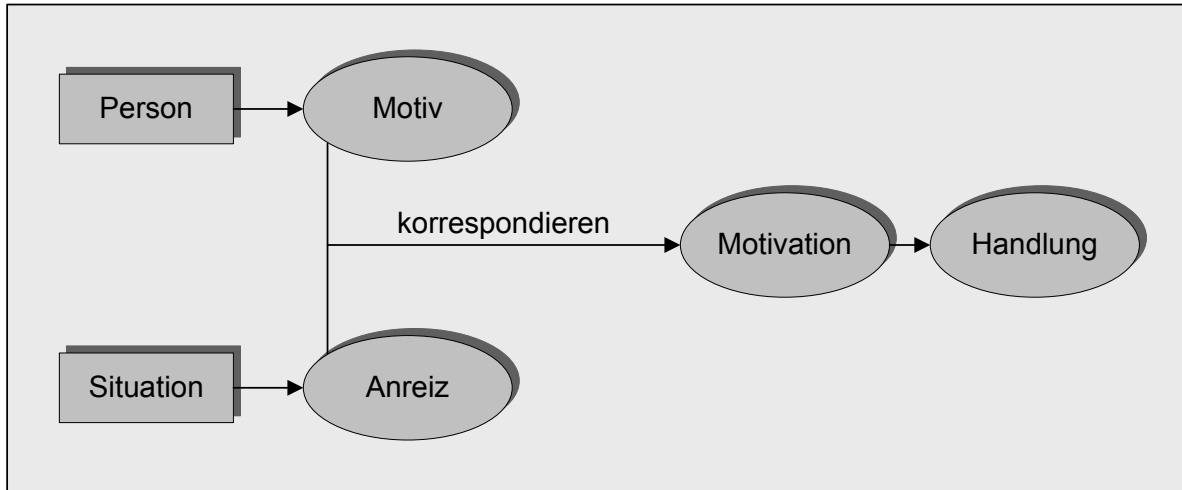 Person
Motiv
korrespondieren
Motivation
Handlung
Situation
Anreiz